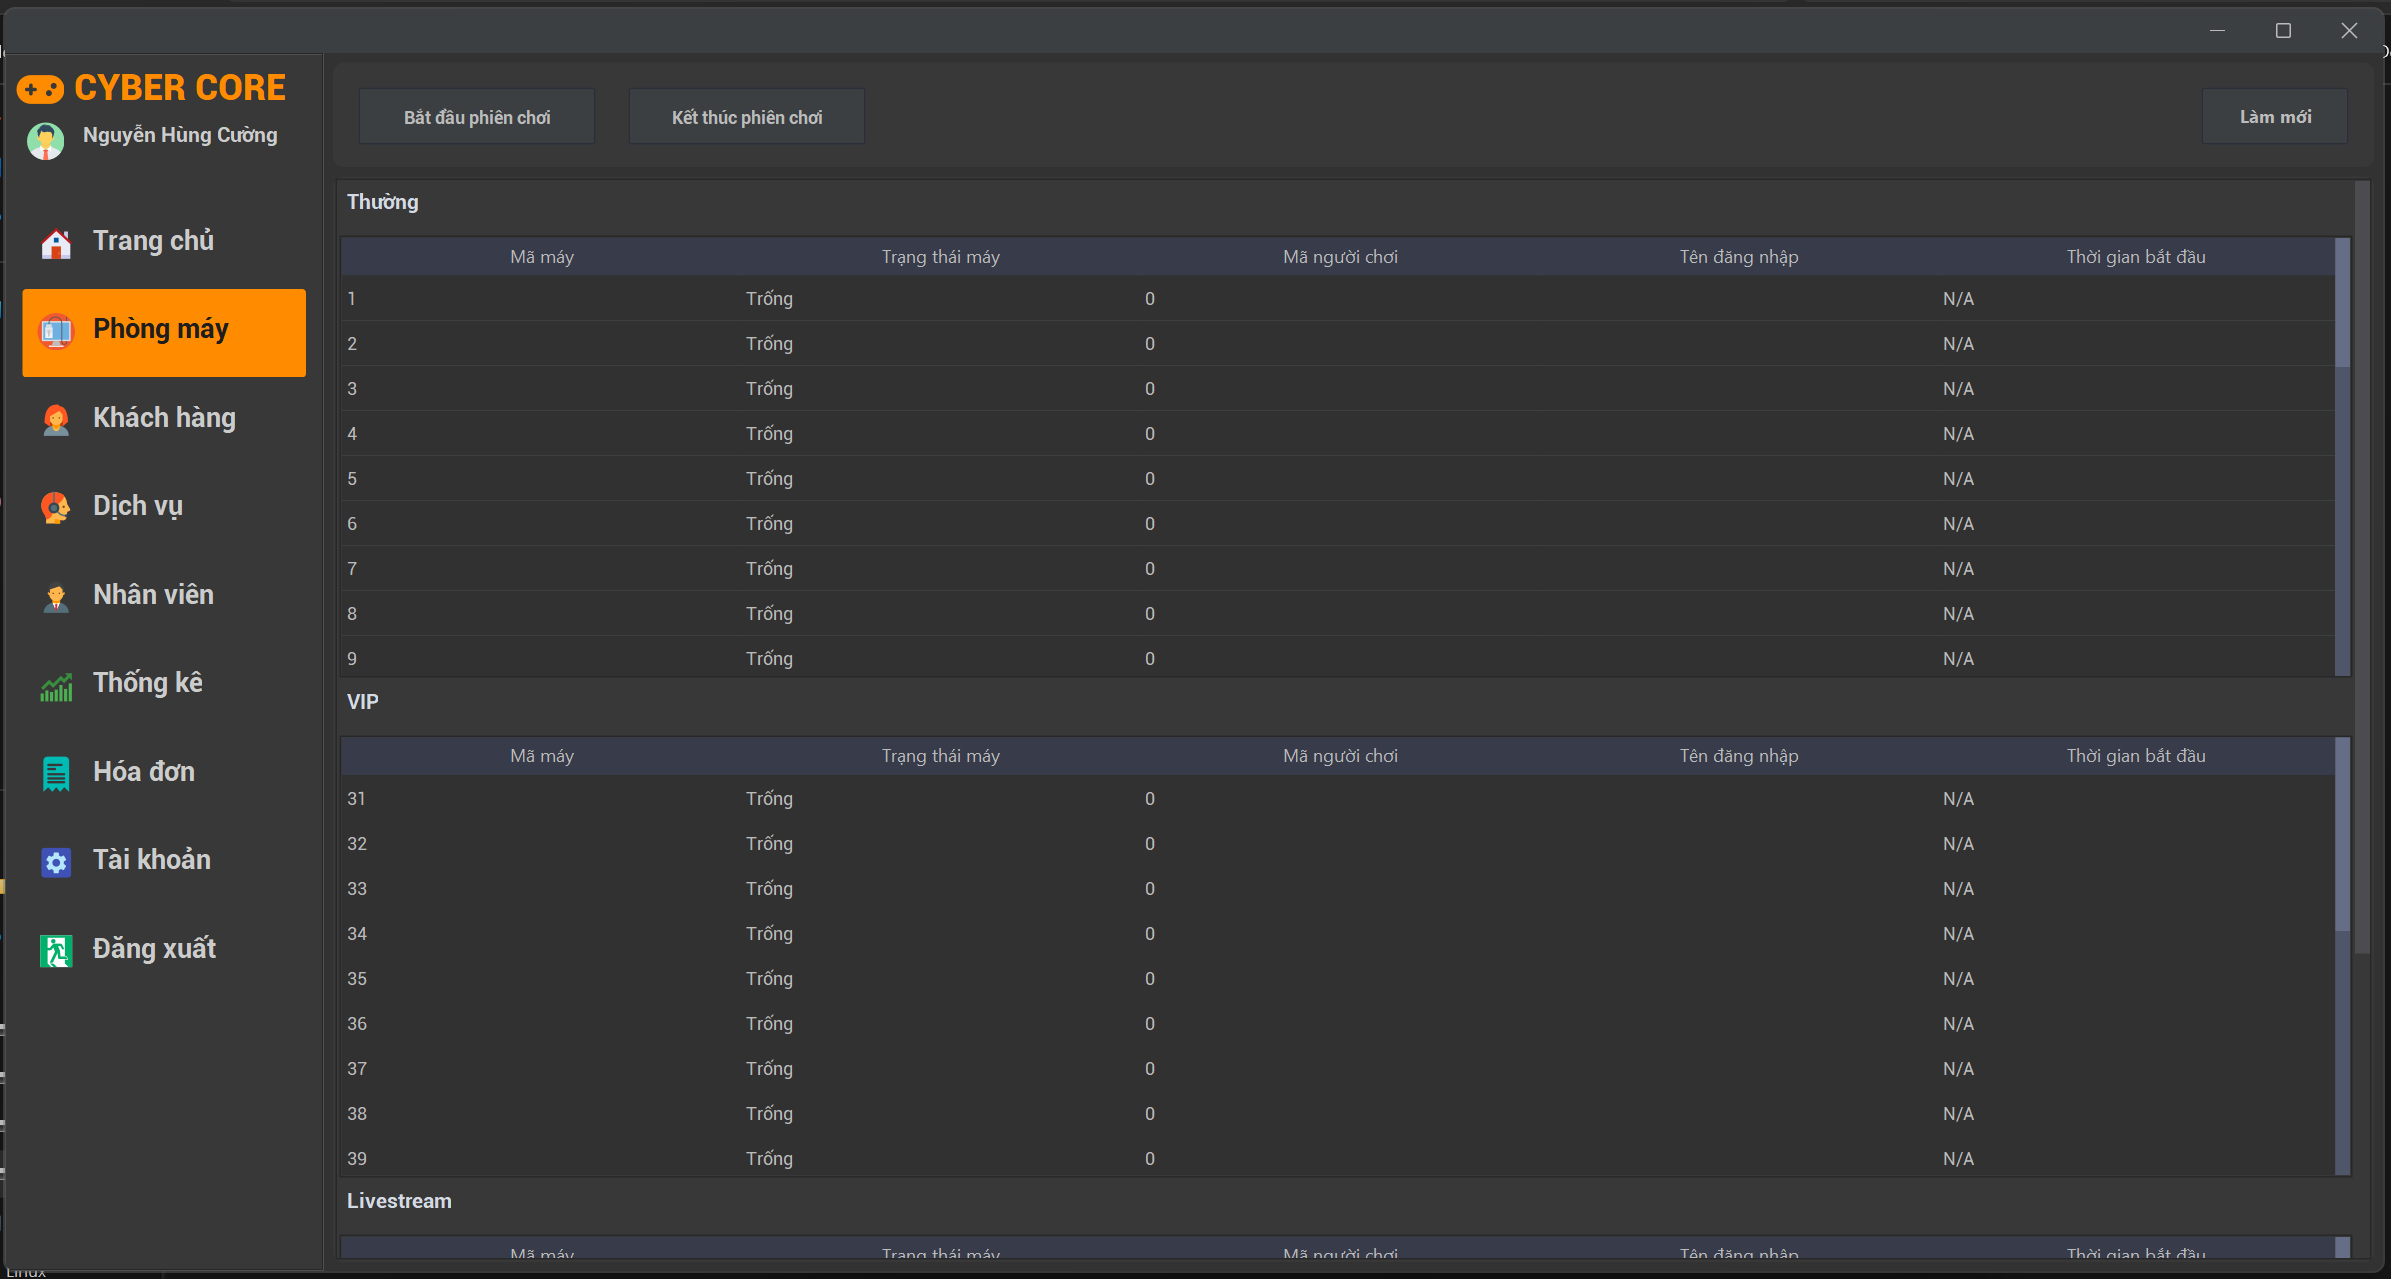 CYBER CORE
Nguyễn Hùng Cường
Trang chủ
Phòng máy
Khách hàng
Dịch vụ
Nhân viên
Thống kê
Hóa đơn
Tài khoản
Đăng xuất
Bắt đầu phiên chơi Kết thúc phiên chơi Làm mới
Thường
Mã máy Trạng thái máy Mã người chơi Tên đăng nhập Thời gian bắt đầu
1 Trống 0 N/A
2 Trống 0 N/A
3 Trống 0 N/A
4 Trống 0 N/A
5 Trống 0 N/A
6 Trống 0 N/A
7 Trống 0 N/A
8 Trống 0 N/A
9 Trống 0 N/A
VIP
Mã máy Trạng thái máy Mã người chơi Tên đăng nhập Thời gian bắt đầu
31 Trống 0 N/A
32 Trống 0 N/A
33 Trống 0 N/A
34 Trống 0 N/A
35 Trống 0 N/A
36 Trống 0 N/A
37 Trống 0 N/A
38 Trống 0 N/A
39 Trống 0 N/A
Livestream
Mã máy Trạng thái máy Mã người chơi Tên đăng nhập Thời gian bắt đầu
Linux